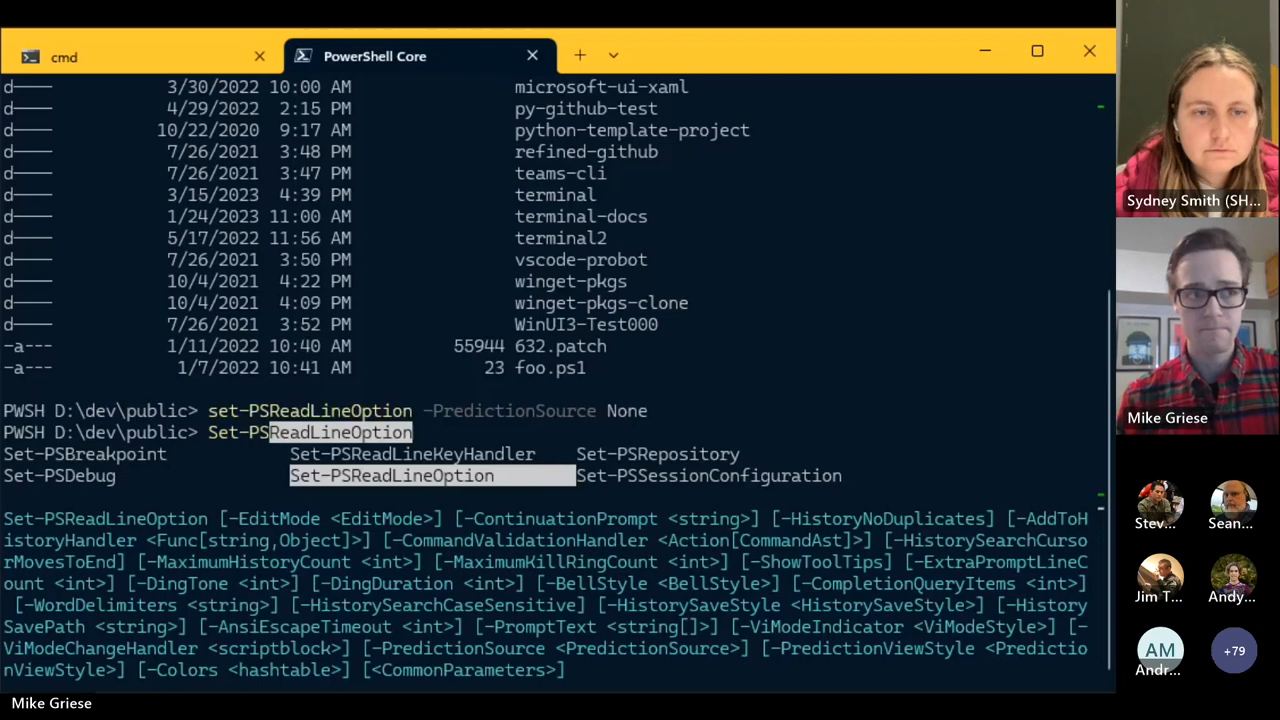 cmd
PowerShell Core
d---- 3/30/2022 10:00 AM microsoft-ui-xaml
d---- 4/29/2022 2:15 PM py-github-test
d---- 10/22/2020 9:17 AM python-template-project
d---- 7/26/2021 3:48 PM refined-github
d---- 7/26/2021 3:47 PM teams-cli
d---- 3/15/2023 4:39 PM terminal
d---- 1/24/2023 11:00 AM terminal-docs
d---- 5/17/2022 11:56 AM terminal2
d---- 7/26/2021 3:50 PM vscode-probot
d---- 10/4/2021 4:22 PM winget-pkgs
d---- 10/4/2021 4:09 PM winget-pkgs-clone
d---- 7/26/2021 3:52 PM WinUI3-Test000
-a--- 1/11/2022 10:40 AM 55944 632.patch
-a--- 1/7/2022 10:41 AM 23 foo.ps1
PWSH D:\dev\public> set-PSReadLineOption -PredictionSource None
PWSH D:\dev\public> Set-PSReadLineOption
Set-PSBreakpoint Set-PSReadLineKeyHandler Set-PSRepository
Set-PSDebug Set-PSReadLineOption Set-PSSessionConfiguration
Set-PSReadLineOption [-EditMode <EditMode>] [-ContinuationPrompt <string>] [-HistoryNoDuplicates] [-AddToH
istoryHandler <Func[string,Object]>] [-CommandValidationHandler <Action[CommandAst]>] [-HistorySearchCurso
rMovesToEnd] [-MaximumHistoryCount <int>] [-MaximumKillRingCount <int>] [-ShowToolTips] [-ExtraPromptLineC
ount <int>] [-DingTone <int>] [-DingDuration <int>] [-BellStyle <BellStyle>] [-CompletionQueryItems <int>]
[-WordDelimiters <string>] [-HistorySearchCaseSensitive] [-HistorySaveStyle <HistorySaveStyle>] [-History
SavePath <string>] [-AnsiEscapeTimeout <int>] [-PromptText <string[]>] [-ViModeIndicator <ViModeStyle>] [-
ViModeChangeHandler <scriptblock>] [-PredictionSource <PredictionSource>] [-PredictionViewStyle <Predictio
nViewStyle>] [-Colors <hashtable>] [<CommonParameters>]
Mike Griese
Sydney Smith (SH...
Mike Griese
Stev...
Sean...
Jim T...
Andy...
AM
Andr...
+79